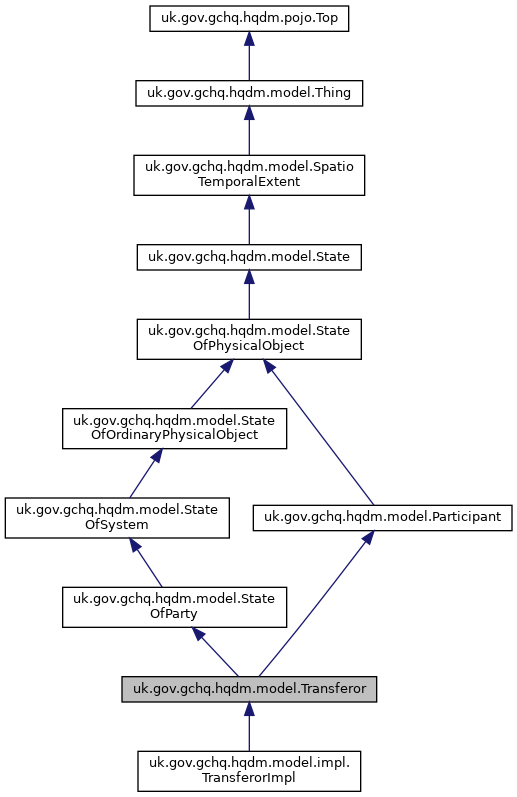 uk.gov.gchq.hqdm.pojo.Top
uk.gov.gchq.hqdm.model.Thing
uk.gov.gchq.hqdm.model.Spatio
TemporalExtent
uk.gov.gchq.hqdm.model.State
uk.gov.gchq.hqdm.model.State
OfPhysicalObject
uk.gov.gchq.hqdm.model.State
OfOrdinaryPhysicalObject
uk.gov.gchq.hqdm.model.State
OfSystem
uk.gov.gchq.hqdm.model.Participant
uk.gov.gchq.hqdm.model.State
OfParty
uk.gov.gchq.hqdm.model.Transferor
uk.gov.gchq.hqdm.model.impl.
TransferorImpl